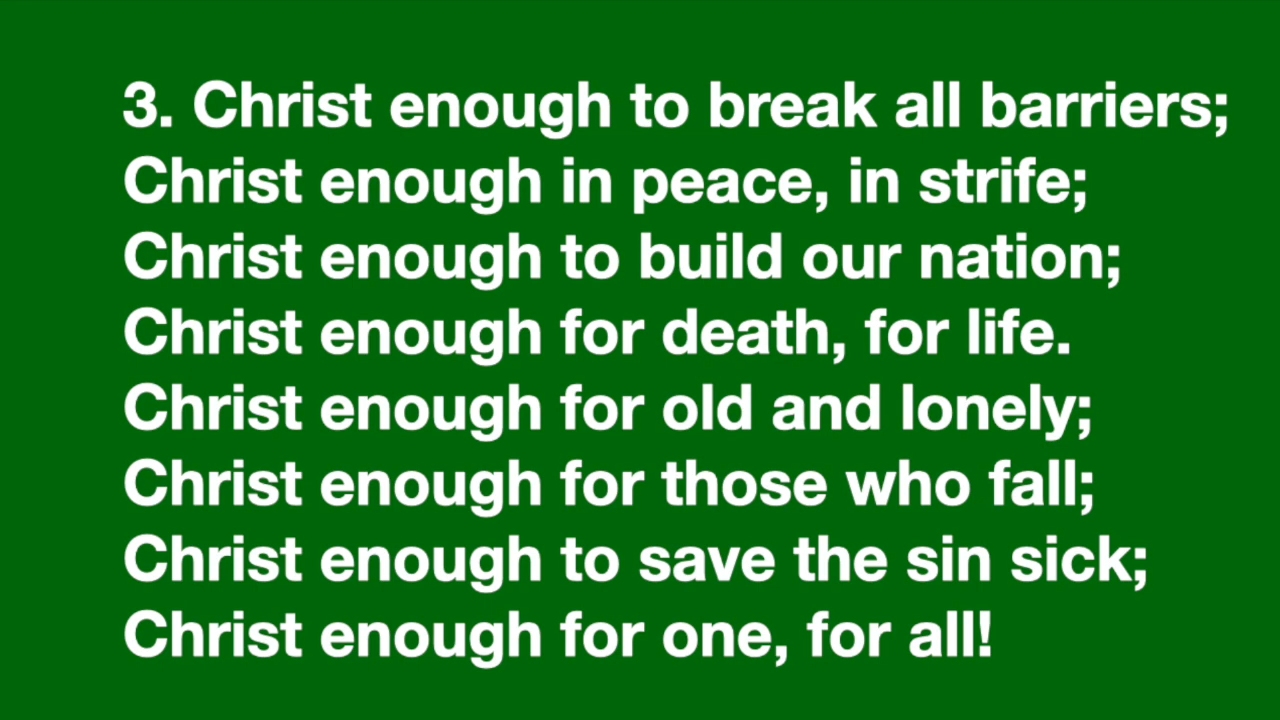 3. Christ enough to break all barriers;
Christ enough in peace, in strife;
Christ enough to build our nation;
Christ enough for death, for life.
Christ enough for old and lonely;
Christ enough for those who fall;
Christ enough to save the sin sick;
Christ enough for one, for all!